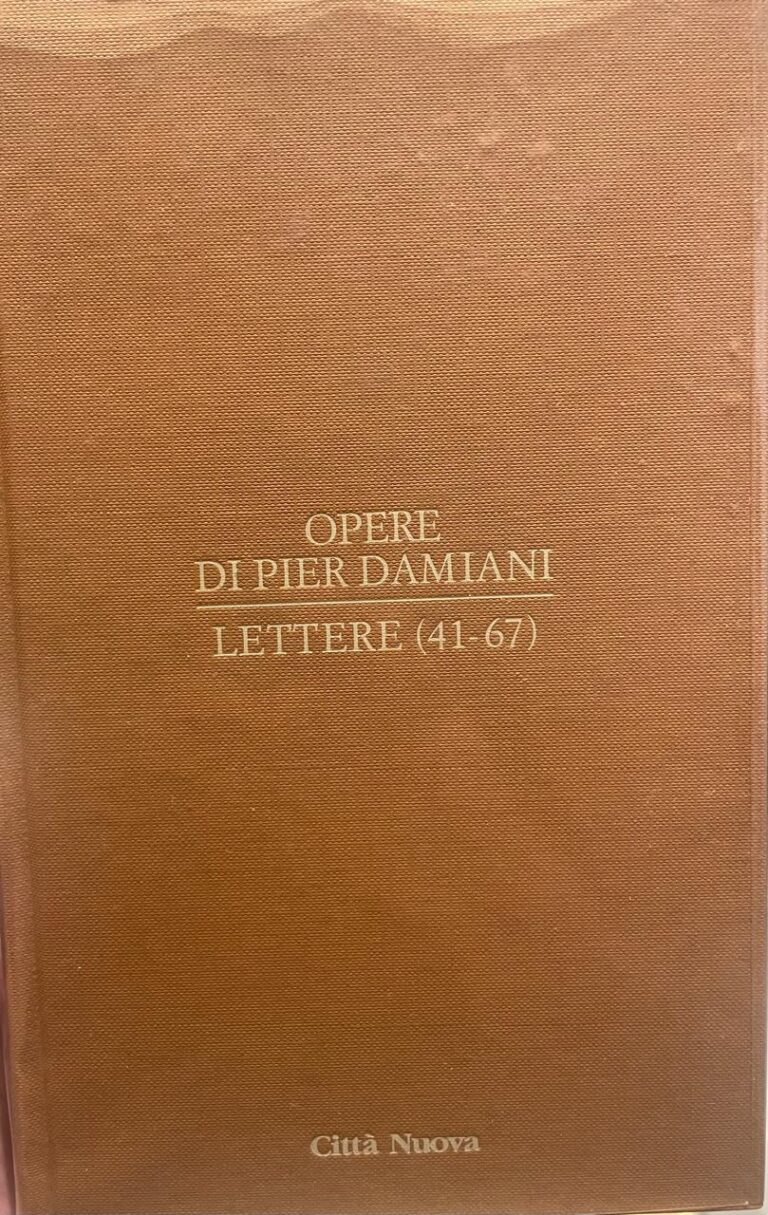 OPERE
DI PIER DAMIANI
LETTERE (41-67)
Città Nuova